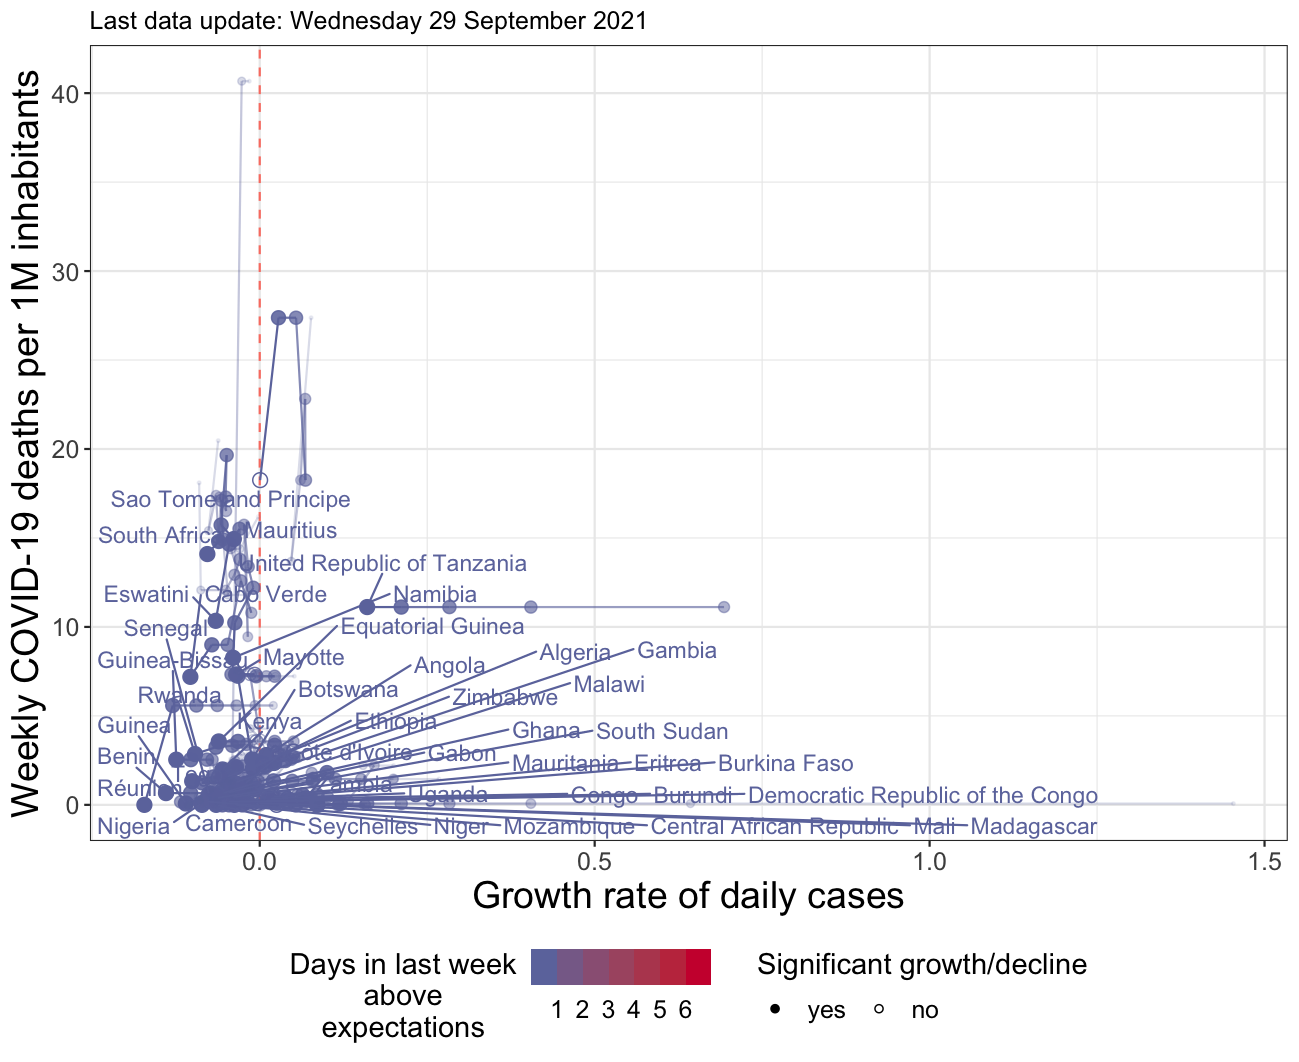 Last data update: Wednesday 29 September 2021
Weekly COVID-19 deaths per 1M inhabitants
40
30
20
10
0
Sao Tome and Principe
South Africa
Mauritius
United Republic of Tanzania
Eswatini
Cabo Verde
Namibia
Senegal
Equatorial Guinea
Guinea-Bissau
Mayotte
Angola
Algeria
Gambia
Rwanda
Botswana
Zimbabwe
Malawi
Guinea
Kenya
Ethiopia
Ghana
South Sudan
Benin
Côte d'Ivoire
Gabon
Mauritania
Eritrea
Burkina Faso
Réunion
Uganda
Congo
Burundi
Democratic Republic of the Congo
Nigeria
Cameroon
Seychelles
Niger
Mozambique
Central African Republic
Mali
Madagascar
0.0
0.5
1.0
1.5
Growth rate of daily cases
Days in last week
above
expectations
1 2 3 4 5 6
Significant growth/decline
yes
no